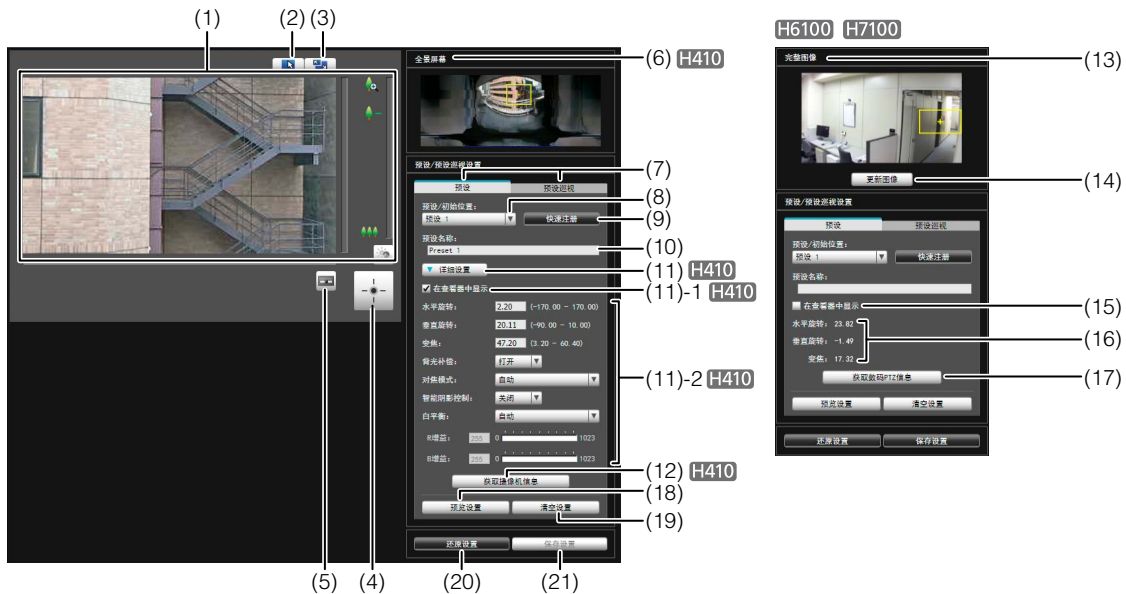 (1)
(2) (3)
(6) H410
全景屏幕
预设/预设巡视设置
(7)
预设
预设巡视
预设/初始位置：
(8)
预设 1
快速注册
(9)
预设名称：
Preset 1
(10)
详细设置
(11) H410
在查看器中显示
(11)-1 H410
水平旋转：
2.20
(-170.00 - 170.00)
垂直旋转：
20.11
(-90.00 - 10.00)
变焦：
47.20
(3.20 - 60.40)
背光补偿：
打开
(11)-2 H410
对焦模式：
自动
智能阴影控制：
关闭
白平衡：
自动
R增益：
255
0
1023
B增益：
255
0
1023
获取摄像机信息
(12) H410
预览设置
清空设置
(18)
(19)
还原设置
保存设置
(5)
(4)
(20)
(21)
H6100 H7100
完整图像
(13)
更新图像
(14)
预设/预设巡视设置
预设
预设巡视
预设/初始位置：
预设 1
快速注册
预设名称：
在查看器中显示
(15)
水平旋转： 23.82
垂直旋转： -1.49
(16)
变焦： 17.32
获取数码PTZ信息
(17)
预览设置
清空设置
还原设置
保存设置